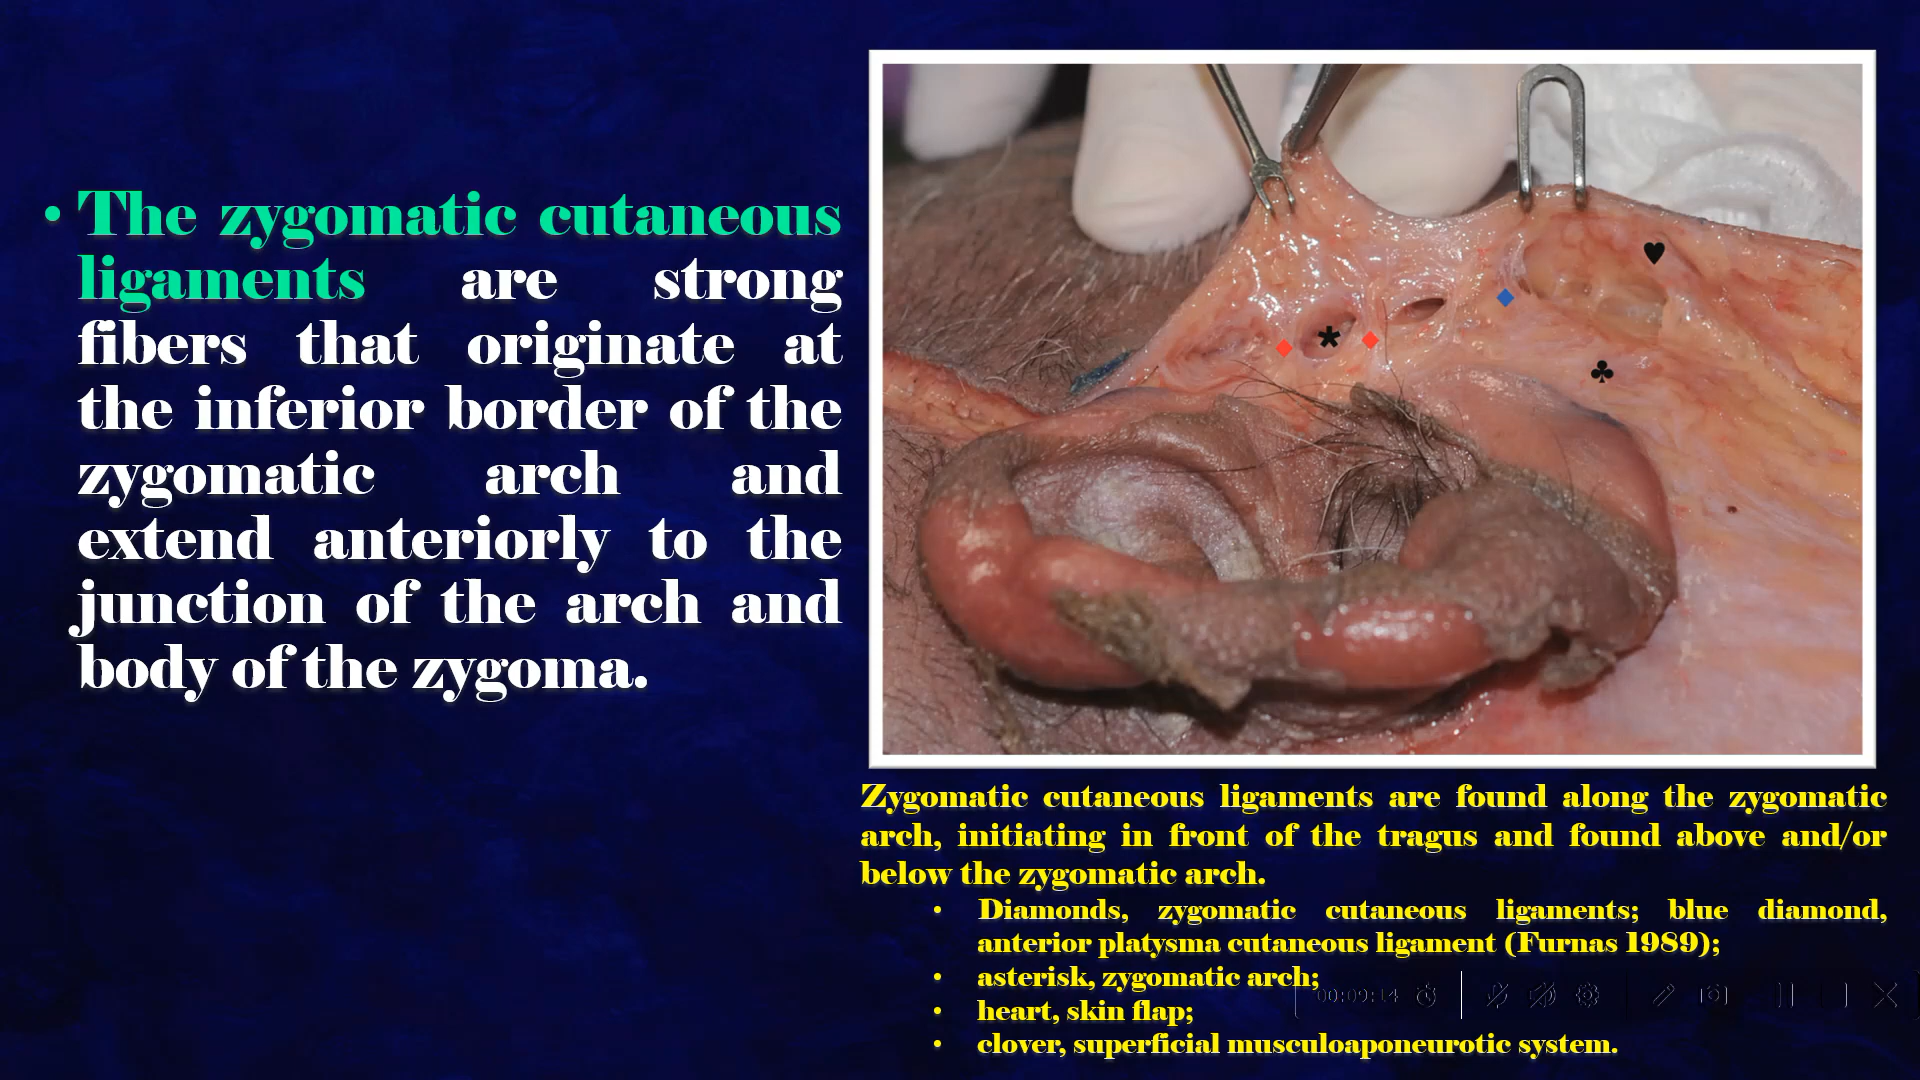 • The zygomatic cutaneous
ligaments are strong
fibers that originate at
the inferior border of the
zygomatic arch and
extend anteriorly to the
junction of the arch and
body of the zygoma.
Zygomatic cutaneous ligaments are found along the zygomatic
arch, initiating in front of the tragus and found above and/or
below the zygomatic arch.
• Diamonds, zygomatic cutaneous ligaments; blue diamond,
anterior platysma cutaneous ligament (Furnas 1989);
• asterisk, zygomatic arch;
00:09:14
• heart, skin flap;
• clover, superficial musculoaponeurotic system.